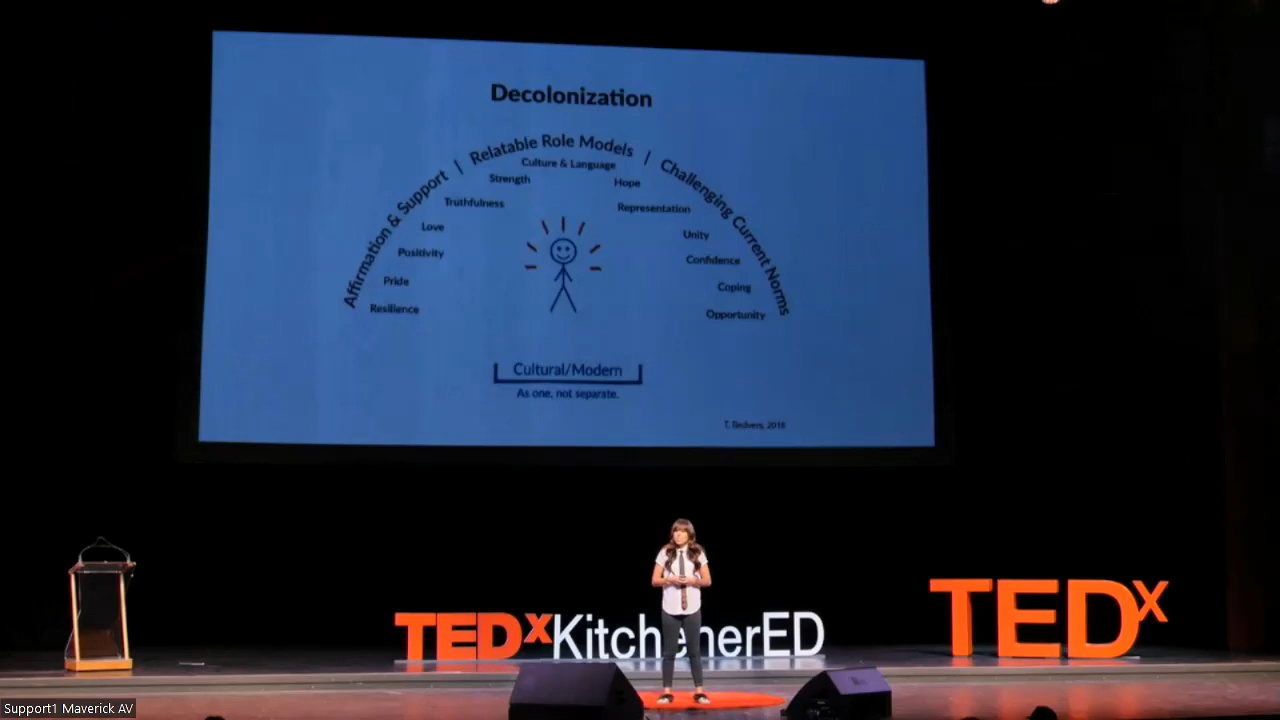 Decolonization
Affirmation & Support | Relatable Role Models | Challenging Current Norms
Culture & Language
Strength
Hope
Truthfulness
Representation
Love
Unity
Positivity
Confidence
Pride
Coping
Resilience
Opportunity
Cultural/Modern
As one, not separate.
T. Redvers, 2018
TEDx
TEDxKitchenerED
Support1 Maverick AV